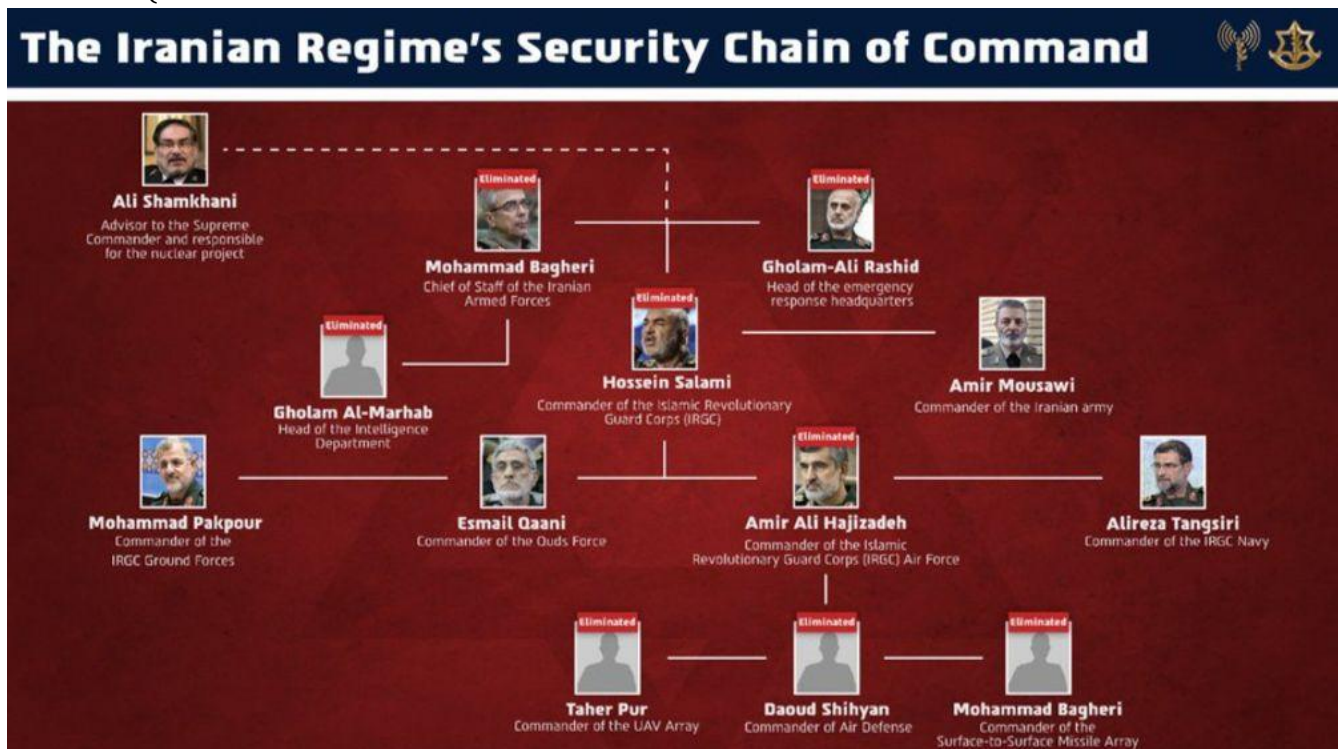 The Iranian Regime's Security Chain of Command
Ali Shamkhani
Advisor to the Supreme
Commander and responsible
for the nuclear project
Eliminated
Mohammad Bagheri
Chief of Staff of the Iranian
Armed Forces
Eliminated
Gholam-Ali Rashid
Head of the emergency
response headquarters
Eliminated
Gholam Al-Marhab
Head of the Intelligence
Department
Eliminated
Hossein Salami
Commander of the Islamic Revolutionary
Guard Corps (IRGC)
Amir Mousawi
Commander of the Iranian army
Mohammad Pakpour
Commander of the
IRGC Ground Forces
Esmail Qaani
Commander of the Quds Force
Eliminated
Amir Ali Hajizadeh
Commander of the Islamic
Revolutionary Guard Corps (IRGC) Air Force
Alireza Tangsiri
Commander of the IRGC Navy
Eliminated
Taher Pur
Commander of the UAV Array
Eliminated
Daoud Shihyan
Commander of Air Defense
Eliminated
Mohammad Bagheri
Commander of the
Surface-to-Surface Missile Array